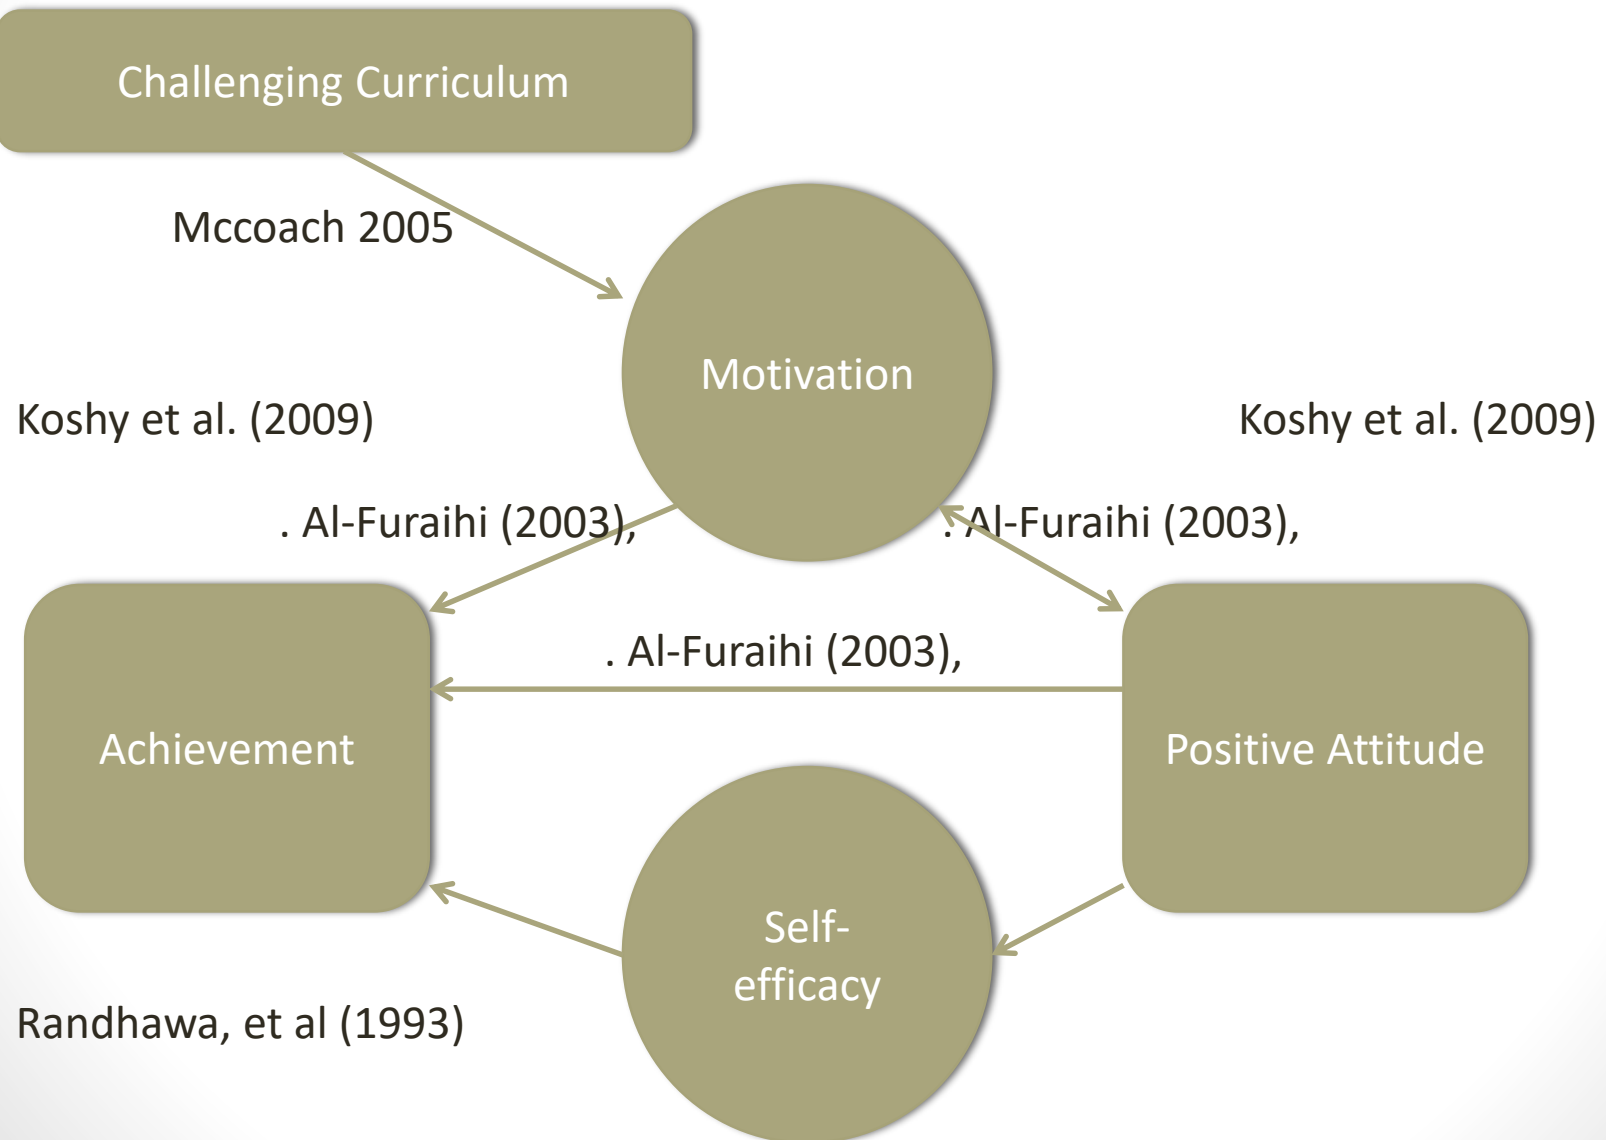 Challenging Curriculum
Mccoach 2005
Motivation
Koshy et al. (2009)
Koshy et al. (2009)
. Al-Furaihi (2003),
. Al-Furaihi (2003),
. Al-Furaihi (2003),
Achievement
Positive Attitude
Self-
efficacy
Randhawa, et al (1993)